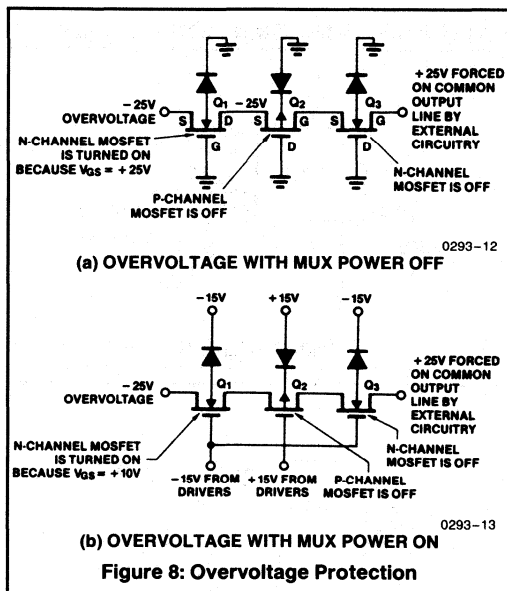 - 25V
OVERVOLTAGE
N-CHANNEL MOSFET
IS TURNED ON
BECAUSE VGS = + 25V
Q1
S
D
G
- 25V
Q2
S
G
D
P-CHANNEL
MOSFET IS OFF
Q3
S
G
D
N-CHANNEL
MOSFET IS OFF
+ 25V FORCED
ON COMMON
OUTPUT
LINE BY
EXTERNAL
CIRCUITRY
0293-12
(a) OVERVOLTAGE WITH MUX POWER OFF
-15V
+15V
-15V
- 25V
OVERVOLTAGE
Q1
Q2
Q3
+ 25V FORCED
ON COMMON
OUTPUT
LINE BY
EXTERNAL
CIRCUITRY
N-CHANNEL MOSFET
IS TURNED ON
BECAUSE VGS = + 10V
-15V FROM
DRIVERS
+15V FROM
DRIVERS
P-CHANNEL
MOSFET IS OFF
N-CHANNEL
MOSFET IS OFF
0293-13
(b) OVERVOLTAGE WITH MUX POWER ON
Figure 8: Overvoltage Protection